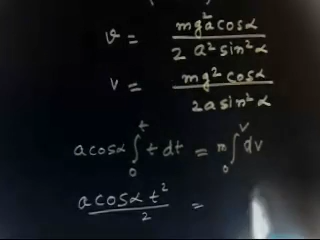 v = mg²a cosα / 2 a² sin²α
v = mg² cosα / 2a sin²α
a cosα ∫₀ᵗ t dt = m ∫₀ᵛ dv
a cosα t² / 2 =